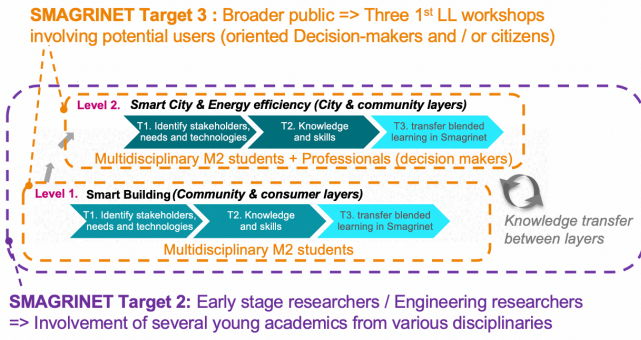 SMAGRINET Target 3 : Broader public => Three 1st LL workshops
involving potential users (oriented Decision-makers and / or citizens)
Level 2. Smart City & Energy efficiency (City & community layers)
T1. Identify stakeholders,
needs and technologies
T2. Knowledge
and skills
T3. transfer blended
learning in Smagrinet
Multidisciplinary M2 students + Professionals (decision makers)
Level 1. Smart Building (Community & consumer layers)
T1. Identify stakeholders,
needs and technologies
T2. Knowledge
and skills
T3. transfer blended
learning in Smagrinet
Multidisciplinary M2 students
Knowledge transfer
between layers
SMAGRINET Target 2: Early stage researchers / Engineering researchers
=> Involvement of several young academics from various disciplinaries